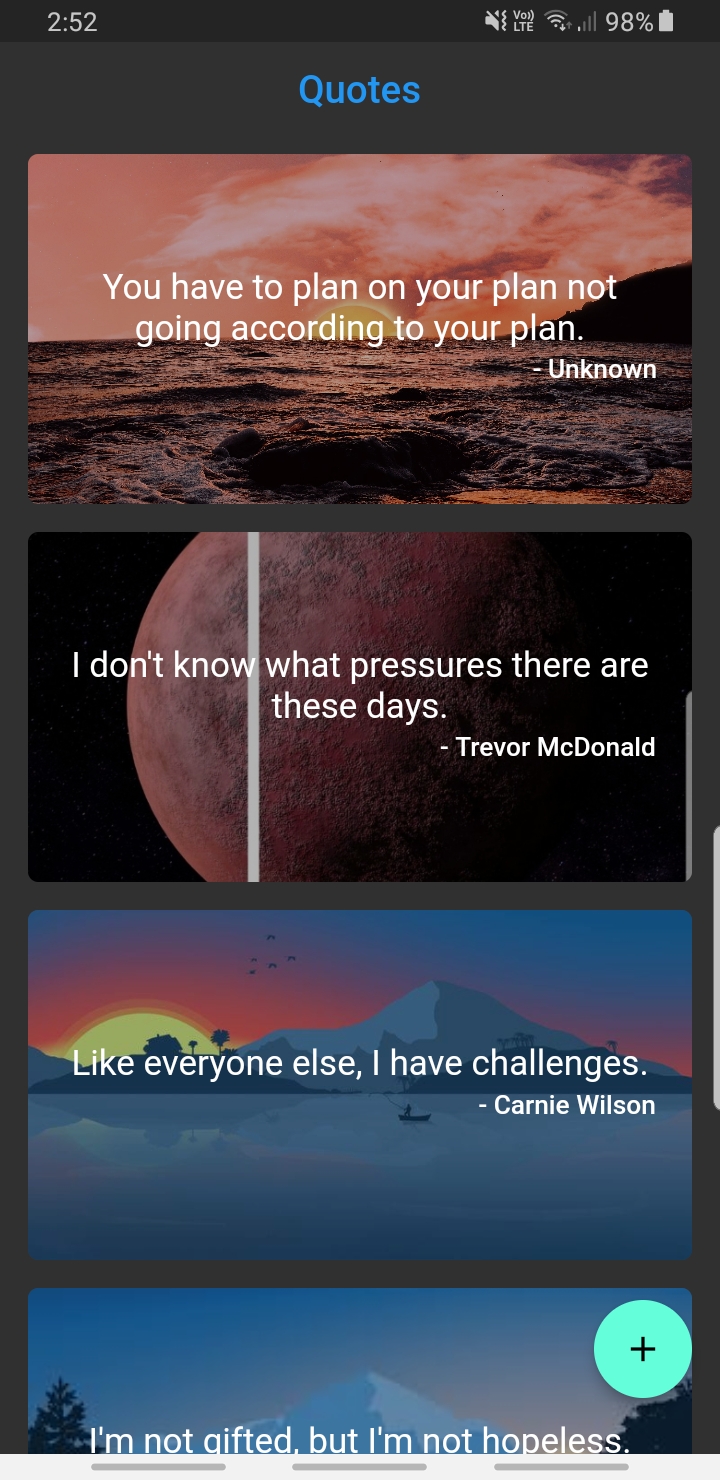 2:52
Vo))
LTE
98%
Quotes
You have to plan on your plan not
going according to your plan.
- Unknown
I don't know what pressures there are
these days.
- Trevor McDonald
Like everyone else, I have challenges.
- Carnie Wilson
+
I'm not gifted, but I'm not hopeless.